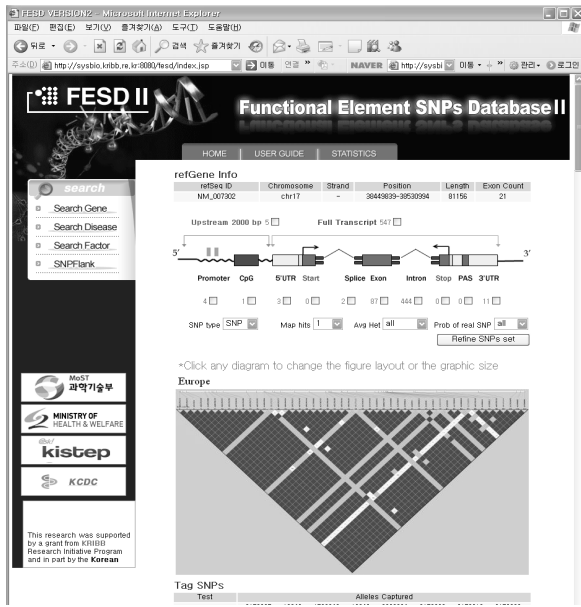 FESD VERSION2 - Microsoft Internet Explorer
파일(F) 편집(E) 보기(V) 즐겨찾기(A) 도구(T) 도움말(H)
뒤로 검색 즐겨찾기
주소(D) http://sysbio.kribb.re.kr:8080/fesd/index.jsp 이동 연결 » NAVER http://sysbi 이동 » 관리 로그인
FESD II
Functional Element SNPs Database II
HOME USER GUIDE STATISTICS
search
Search Gene
Search Disease
Search Factor
SNPFlank
refGene Info
refSeq ID Chromosome Strand Position Length Exon Count
NM_007302 chr17 - 38449839-38530994 81156 21
Upstream 2000 bp 5 Full Transcript 547
5' 3'
Promoter CpG 5'UTR Start Splice Exon Intron Stop PAS 3'UTR
4 1 3 0 2 87 444 0 0 11
SNP type SNP Map hits 1 Avg Het all Prob of real SNP all
Refine SNPs set
*Click any diagram to change the figure layout or the graphic size
Europe
MoST
과학기술부
MINISTRY OF
HEALTH & WELFARE
kistep
KCDC
This research was supported
by a grant from KRIBB
Research Initiative Program
and in part by the Korean
Tag SNPs
Test Alleles Captured